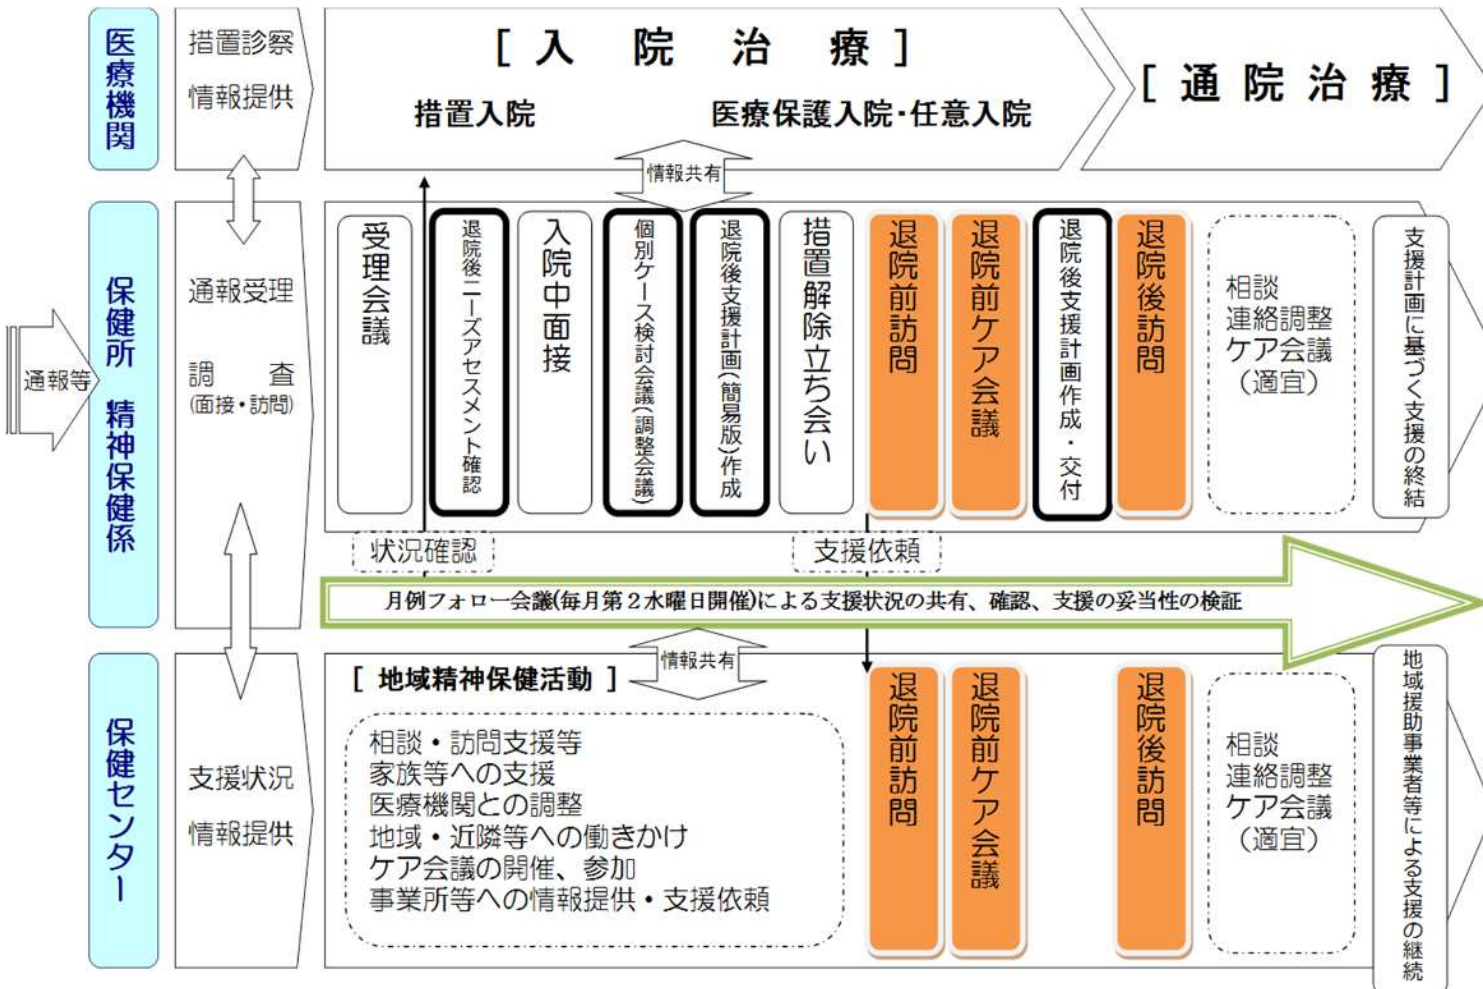 医療機関
措置診察
情報提供
[ 入 院 治 療 ]
措置入院
医療保護入院・任意入院
[ 通 院 治 療 ]
情報共有
通報等
保健所 精神保健係
通報受理
調 査
(面接・訪問)
受理会議
退院後ニーズアセスメント確認
入院中面接
個別ケース検討会議(調整会議)
退院後支援計画(簡易版)作成
措置解除立ち会い
退院前訪問
退院前ケア会議
退院後支援計画作成・交付
退院後訪問
相談
連絡調整
ケア会議
(適宜)
支援計画に基づく支援の終結
状況確認
支援依頼
月例フォロー会議(毎月第2水曜日開催)による支援状況の共有、確認、支援の妥当性の検証
情報共有
保健センター
支援状況
情報提供
[ 地域精神保健活動 ]
相談・訪問支援等
家族等への支援
医療機関との調整
地域・近隣等への働きかけ
ケア会議の開催、参加
事業所等への情報提供・支援依頼
退院前訪問
退院前ケア会議
退院後訪問
相談
連絡調整
ケア会議
(適宜)
地域援助事業者等による支援の継続